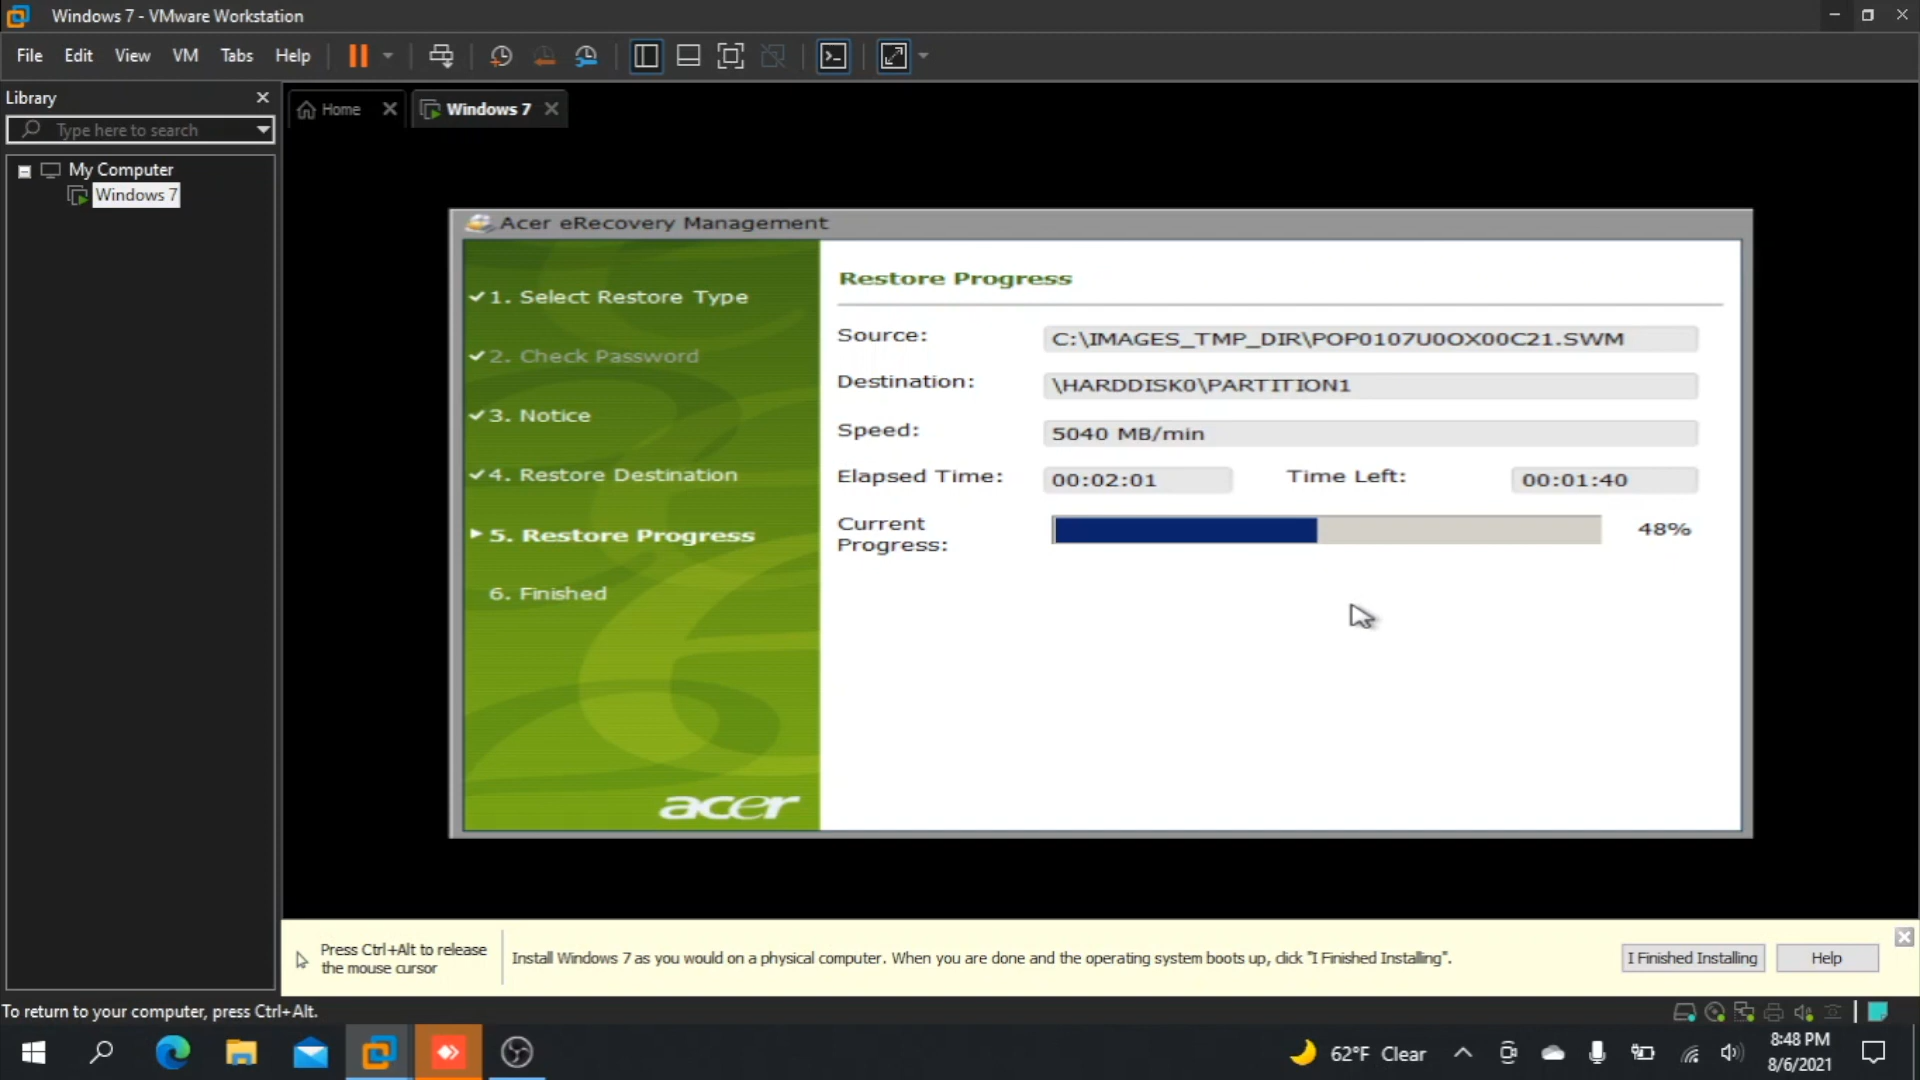 Windows 7 - VMware Workstation
File Edit View VM Tabs Help
Library
Type here to search
My Computer
Windows 7
Home
Windows 7
Acer eRecovery Management
1. Select Restore Type
2. Check Password
3. Notice
4. Restore Destination
5. Restore Progress
6. Finished
acer
Restore Progress
Source: C:\IMAGES_TMP_DIR\POP0107U0OX00C21.SWM
Destination: \HARDDISK0\PARTITION1
Speed: 5040 MB/min
Elapsed Time: 00:02:01 Time Left: 00:01:40
Current
Progress:
48%
Press Ctrl+Alt to release
the mouse cursor
Install Windows 7 as you would on a physical computer. When you are done and the operating system boots up, click "I Finished Installing".
I Finished Installing
Help
To return to your computer, press Ctrl+Alt.
62°F Clear
8:48 PM
8/6/2021